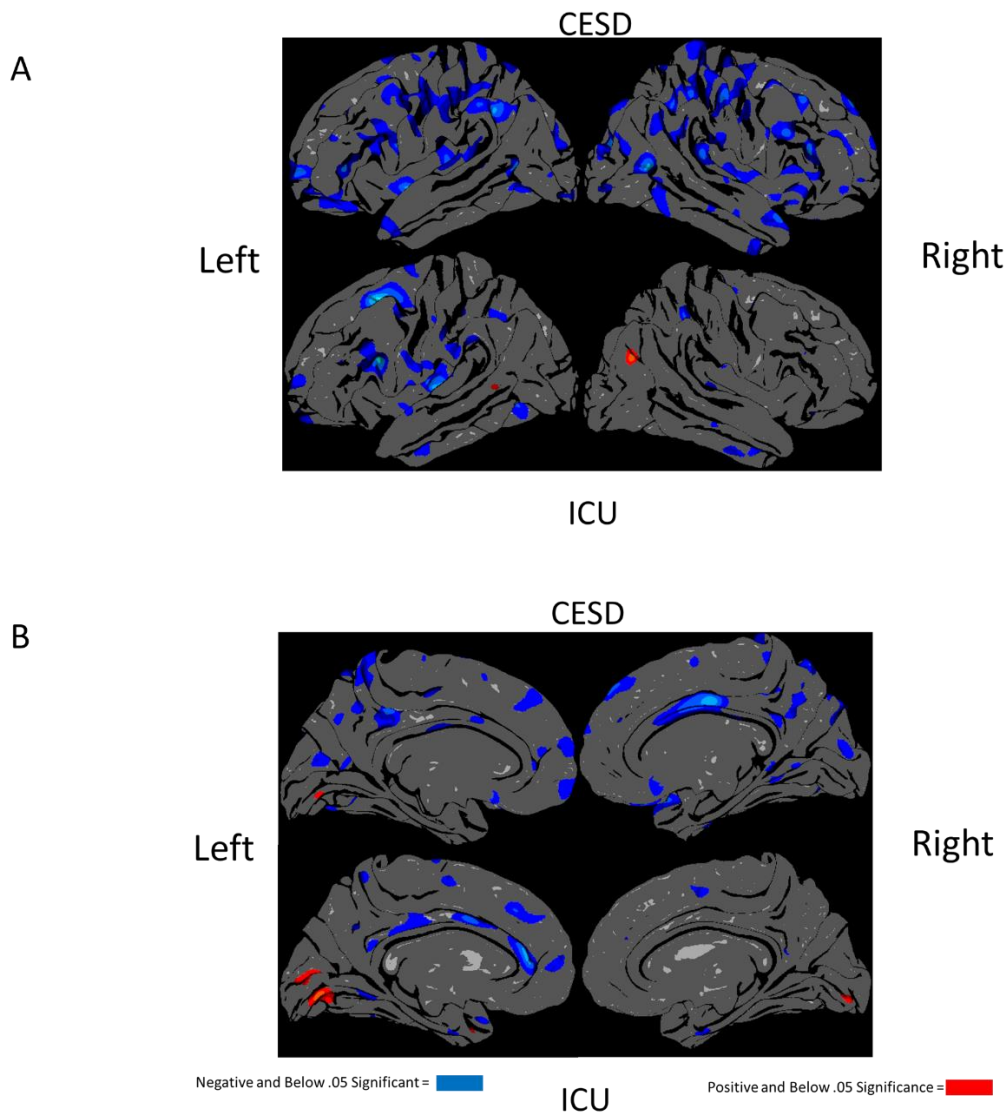 CESD
A
Left
Right
ICU
CESD
B
Left
Right
Negative and Below .05 Significant =
Positive and Below .05 Significance =
ICU